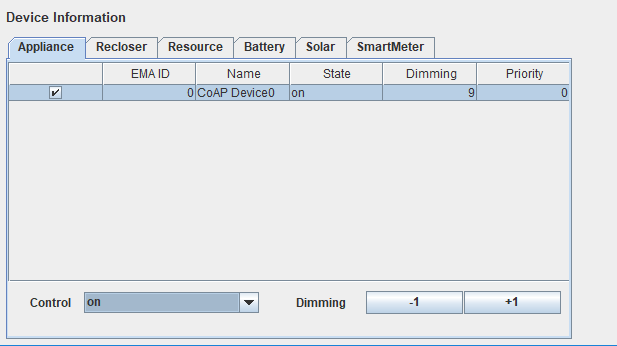 Device Information
Appliance Recloser Resource Battery Solar SmartMeter
EMA ID Name State Dimming Priority
0 CoAP Device0 on 9 0
Control on Dimming -1 +1